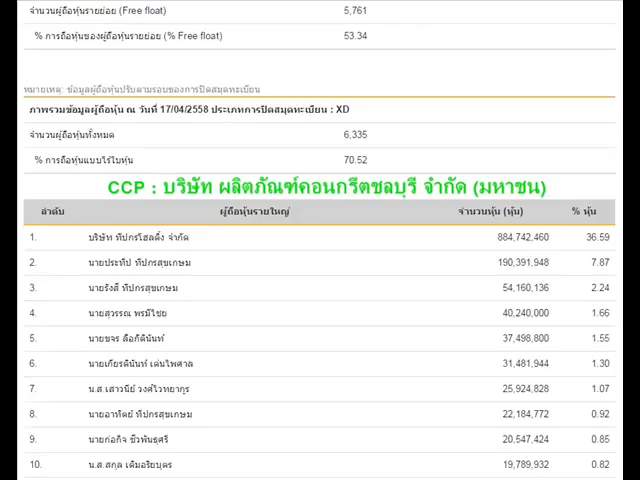 จำนวนผู้ถือหุ้นรายย่อย (Free float) 5,761
% การถือหุ้นของผู้ถือหุ้นรายย่อย (% Free float) 53.34
หมายเหตุ: ข้อมูลผู้ถือหุ้นปรับตามรอบของการปิดสมุดทะเบียน
ภาพรวมข้อมูลผู้ถือหุ้น ณ วันที่ 17/04/2558 ประเภทการปิดสมุดทะเบียน : XD
จำนวนผู้ถือหุ้นทั้งหมด 6,335
% การถือหุ้นแบบไร้ใบหุ้น 70.52
CCP : บริษัท ผลิตภัณฑ์คอนกรีตชลบุรี จำกัด (มหาชน)
ลำดับ ผู้ถือหุ้นรายใหญ่ จำนวนหุ้น (หุ้น) % หุ้น
1. บริษัท ทีปกรโฮลดิ้ง จำกัด 884,742,460 36.59
2. นายประทีป ทีปกรสุขเกษม 190,391,948 7.87
3. นายรังสี ทีปกรสุขเกษม 54,160,136 2.24
4. นายสุวรรณ พรมีชัย 40,240,000 1.66
5. นายขจร ลือกิตินันท์ 37,498,800 1.55
6. นายเกียรตินันท์ เด่นไพศาล 31,481,944 1.30
7. น.ส.เสาวนีย์ วงศ์ไวทยากูร 25,924,828 1.07
8. นายอาทิตย์ ทีปกรสุขเกษม 22,184,772 0.92
9. นายก่อกิจ ชัวพันธุศรี 20,547,424 0.85
10. น.ส.สกุล เติมอริยบุตร 19,789,932 0.82